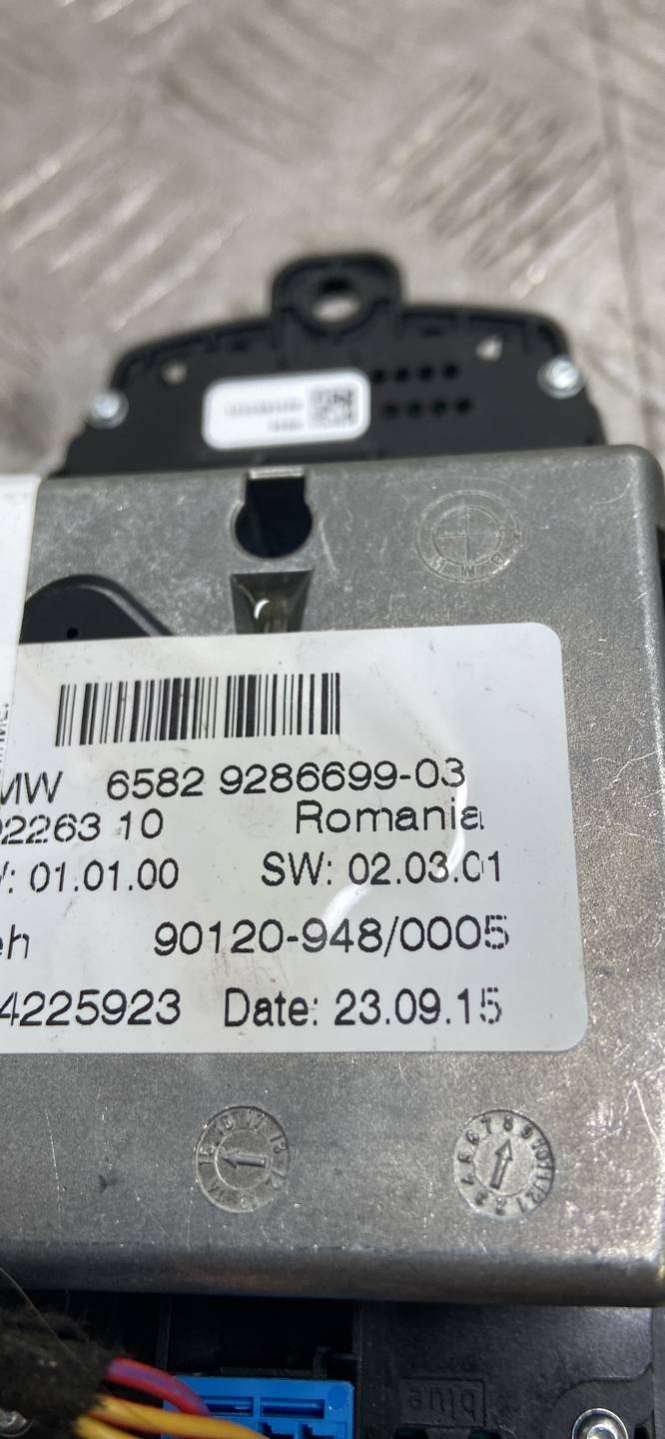 MW 6582 9286699-03
2263 10 Romania
: 01.01.00 SW: 02.03.01
eh 90120-948/0005
4225923 Date: 23.09.15
blue